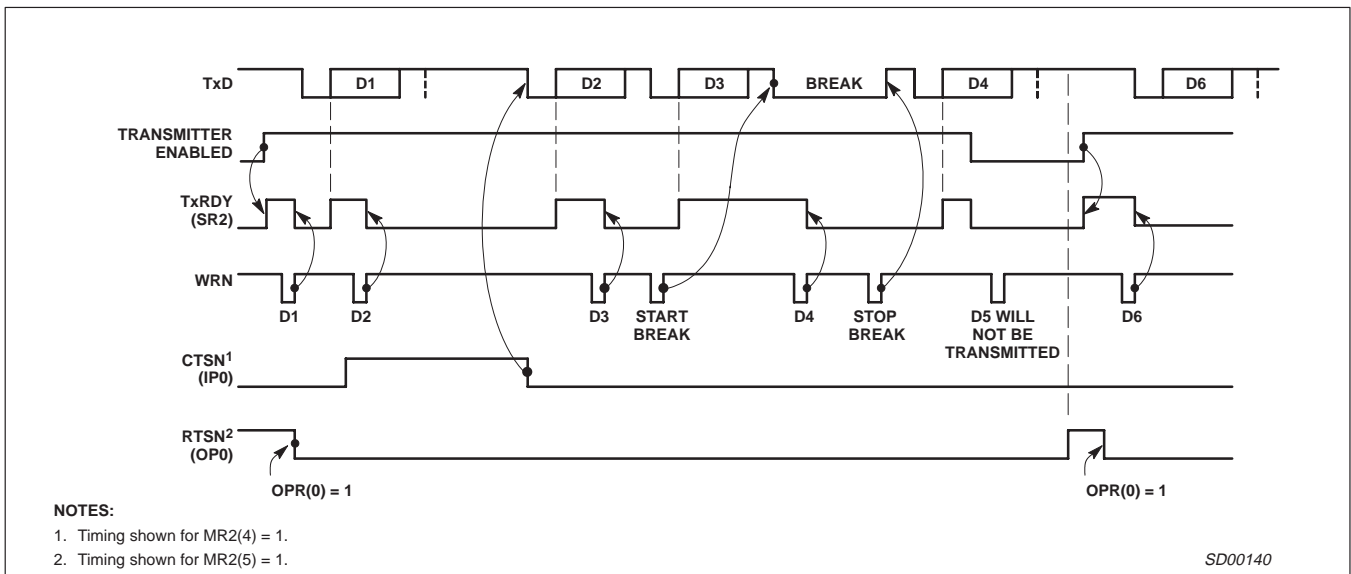 TxD
D1
D2
D3
BREAK
D4
D6
TRANSMITTER
ENABLED
TxRDY
(SR2)
WRN
D1
D2
D3
START
BREAK
D4
STOP
BREAK
D5 WILL
NOT BE
TRANSMITTED
D6
CTSN1
(IP0)
RTSN2
(OP0)
OPR(0) = 1
OPR(0) = 1
NOTES:
1. Timing shown for MR2(4) = 1.
2. Timing shown for MR2(5) = 1.
SD00140